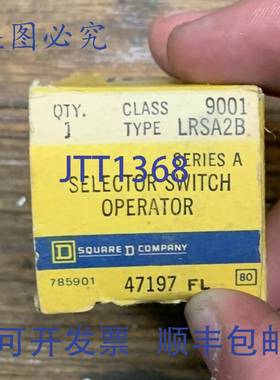 是图必究
QTY. CLASS 9001
1 TYPE LRSA2B
JTT1368
SERIES A
SELECTOR SWITCH
OPERATOR
D SQUARE D COMPANY
785901 47197 FL 80
可开发票 顺丰包邮